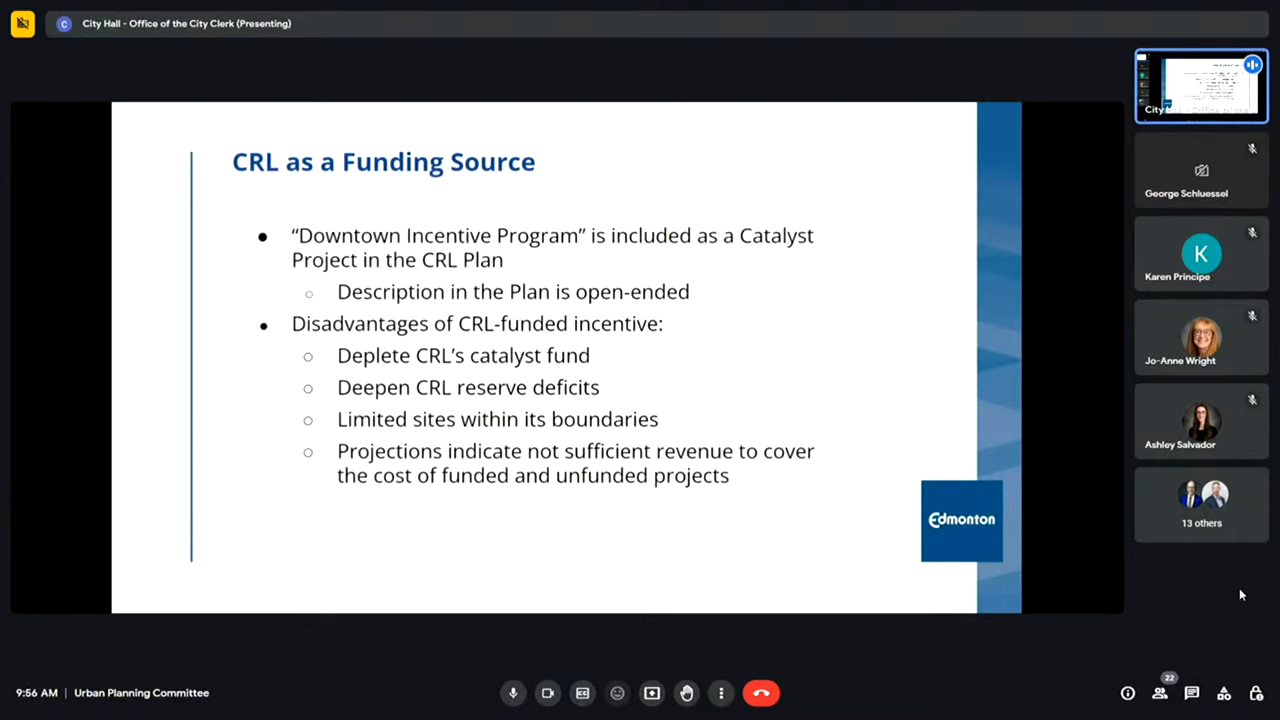 City Hall - Office of the City Clerk (Presenting)
CRL as a Funding Source
“Downtown Incentive Program” is included as a Catalyst
Project in the CRL Plan
Description in the Plan is open-ended
Disadvantages of CRL-funded incentive:
Deplete CRL’s catalyst fund
Deepen CRL reserve deficits
Limited sites within its boundaries
Projections indicate not sufficient revenue to cover
the cost of funded and unfunded projects
Edmonton
George Schluessel
K
Karen Principe
Jo-Anne Wright
Ashley Salvador
13 others
9:56 AM | Urban Planning Committee
22